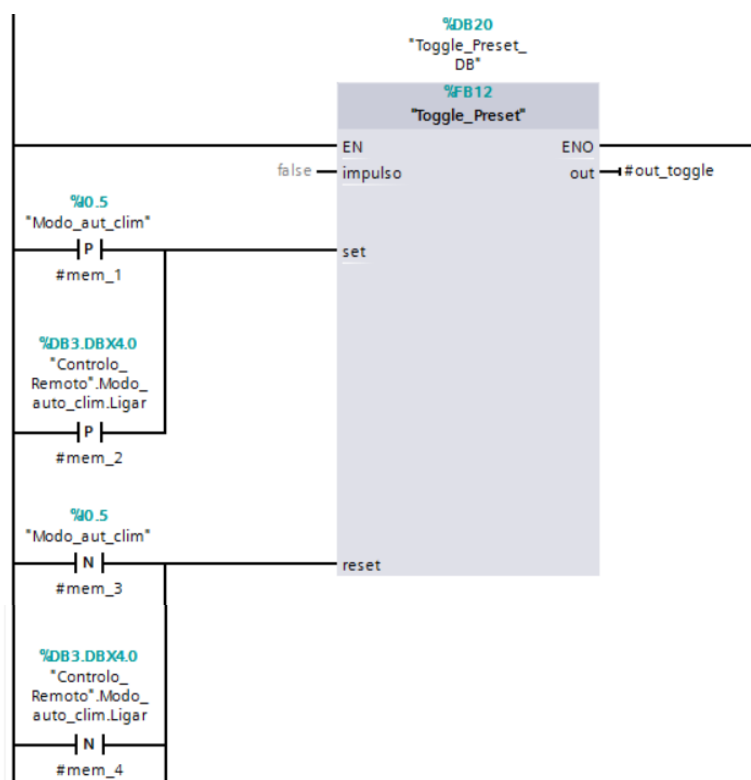 %DB20
"Toggle_Preset_
DB"
%FB12
"Toggle_Preset"
EN
ENO
false
impulso
out
#out_toggle
%I0.5
"Modo_aut_clim"
P
#mem_1
set
%DB3.DBX4.0
"Controlo_
Remoto".Modo_
auto_clim.Ligar
P
#mem_2
%I0.5
"Modo_aut_clim"
N
#mem_3
reset
%DB3.DBX4.0
"Controlo_
Remoto".Modo_
auto_clim.Ligar
N
#mem_4